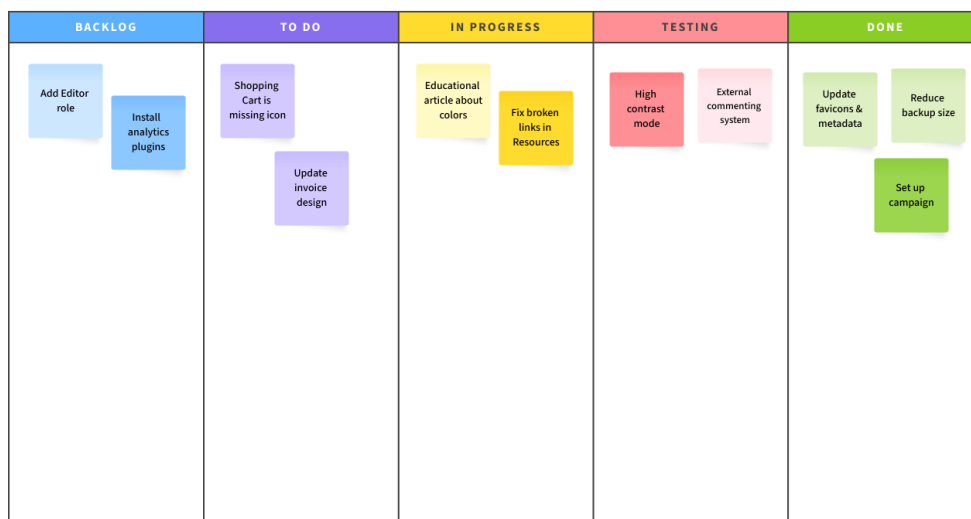 BACKLOG
TO DO
IN PROGRESS
TESTING
DONE
Add Editor
role
Install
analytics
plugins
Shopping
Cart is
missing icon
Update
invoice
design
Educational
article about
colors
Fix broken
links in
Resources
High
contrast
mode
External
commenting
system
Update
favicons &
metadata
Reduce
backup size
Set up
campaign